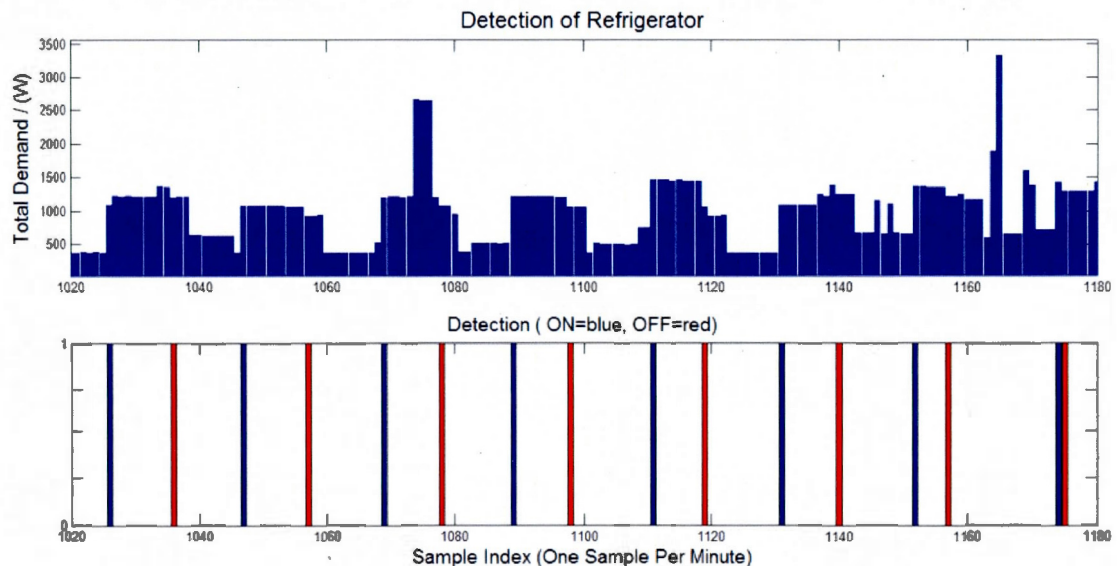 Detection of Refrigerator
Total Demand / (W)
3500
3000
2500
2000
1500
1000
500
1020 1040 1060 1080 1100 1120 1140 1160 1180
Detection ( ON=blue, OFF=red)
1
0
1020 1040 1060 1080 1100 1120 1140 1160 1180
Sample Index (One Sample Per Minute)